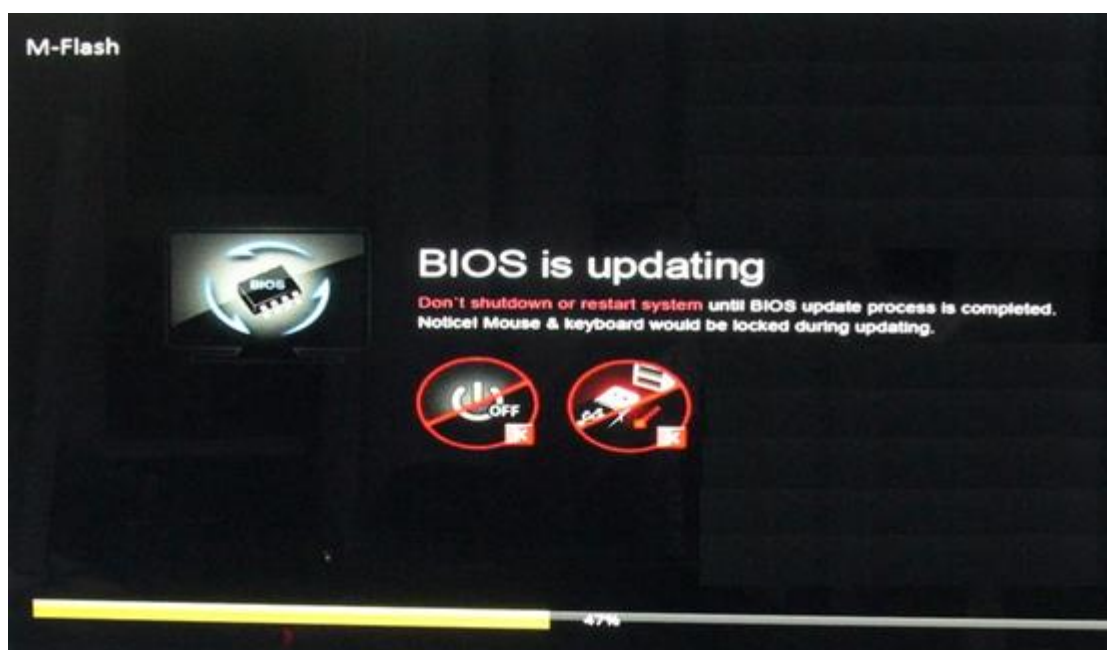 M-Flash
BIOS
BIOS is updating
Don't shutdown or restart system until BIOS update process is completed.
Notice! Mouse & keyboard would be locked during updating.
OFF
47%